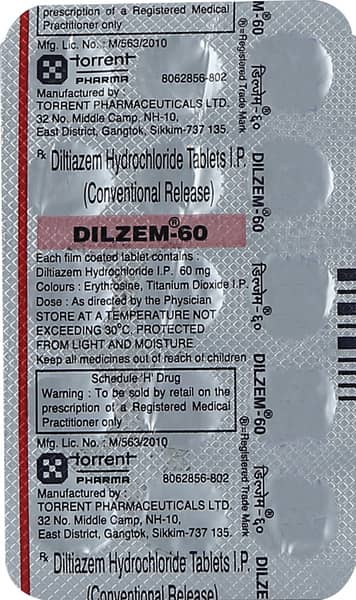 prescription of a Registered Medical
Practitioner only
Mfg. Lic. No. : M/563/2010
torrent
PHARMA
8062856-802
Manufactured by :
TORRENT PHARMACEUTICALS LTD.
32 No. Middle Camp, NH-10,
East District, Gangtok, Sikkim-737 135.
Rx Diltiazem Hydrochloride Tablets I.P.
(Conventional Release)
DILZEM®-60
Each film coated tablet contains :
Diltiazem Hydrochloride I.P. 60 mg
Colours : Erythrosine, Titanium Dioxide I.P.
Dose : As directed by the Physician
STORE AT A TEMPERATURE NOT
EXCEEDING 30°C. PROTECTED
FROM LIGHT AND MOISTURE
Keep all medicines out of reach of children
Schedule 'H' Drug
Warning : To be sold by retail on the
prescription of a Registered Medical
Practitioner only
Mfg. Lic. No. : M/563/2010
torrent
PHARMA
8062856-802
Manufactured by :
TORRENT PHARMACEUTICALS LTD.
32 No. Middle Camp, NH-10,
East District, Gangtok, Sikkim-737 135.
Rx Diltiazem Hydrochloride Tablets I.P.
(Conventional Release)
M®-60
®=Registered Trade Mark
डिल्ज़ेम-६०
DILZEM®-60
डिल्ज़ेम-६०
DILZEM®-60
®=Registered Trade Mark
डिल्ज़ेम-६०
DILZE